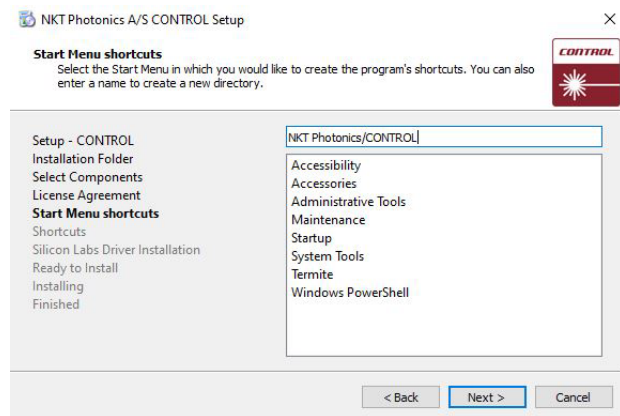 NKT Photonics A/S CONTROL Setup
Start Menu shortcuts
Select the Start Menu in which you would like to create the program's shortcuts. You can also
enter a name to create a new directory.
CONTROL
Setup - CONTROL
Installation Folder
Select Components
License Agreement
Start Menu shortcuts
Shortcuts
Silicon Labs Driver Installation
Ready to Install
Installing
Finished
NKT Photonics/CONTROL
Accessibility
Accessories
Administrative Tools
Maintenance
Startup
System Tools
Termite
Windows PowerShell
< Back
Next >
Cancel